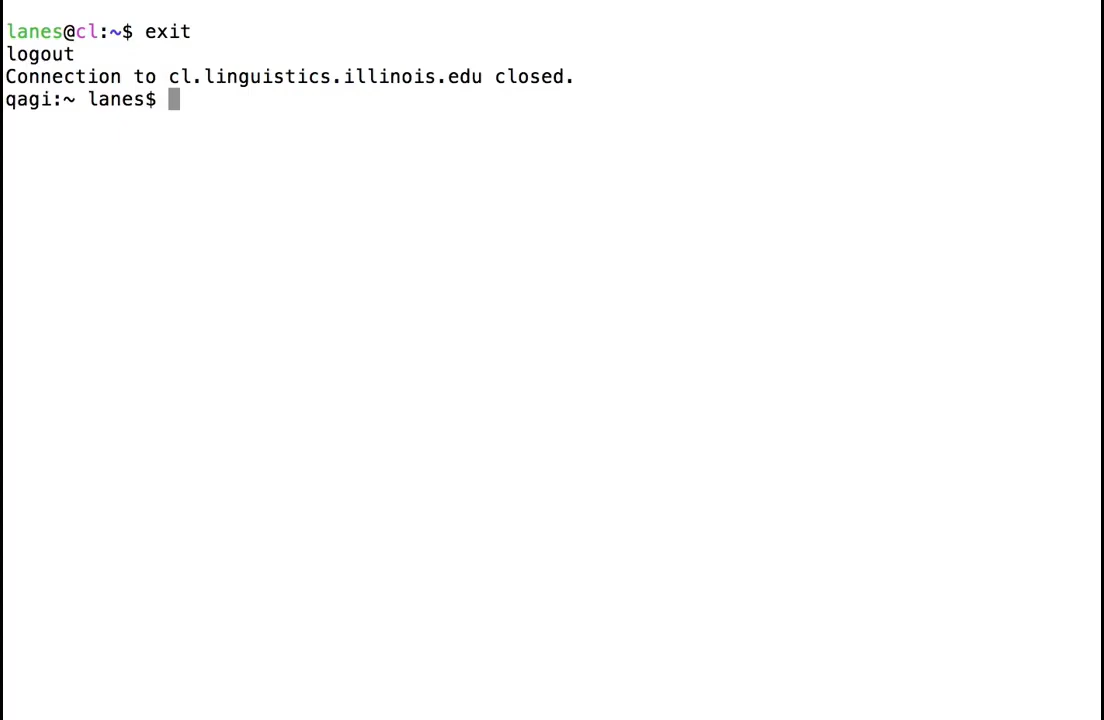 lanes@cl:~$ exit
logout
Connection to cl.linguistics.illinois.edu closed.
qagi:~ lanes$